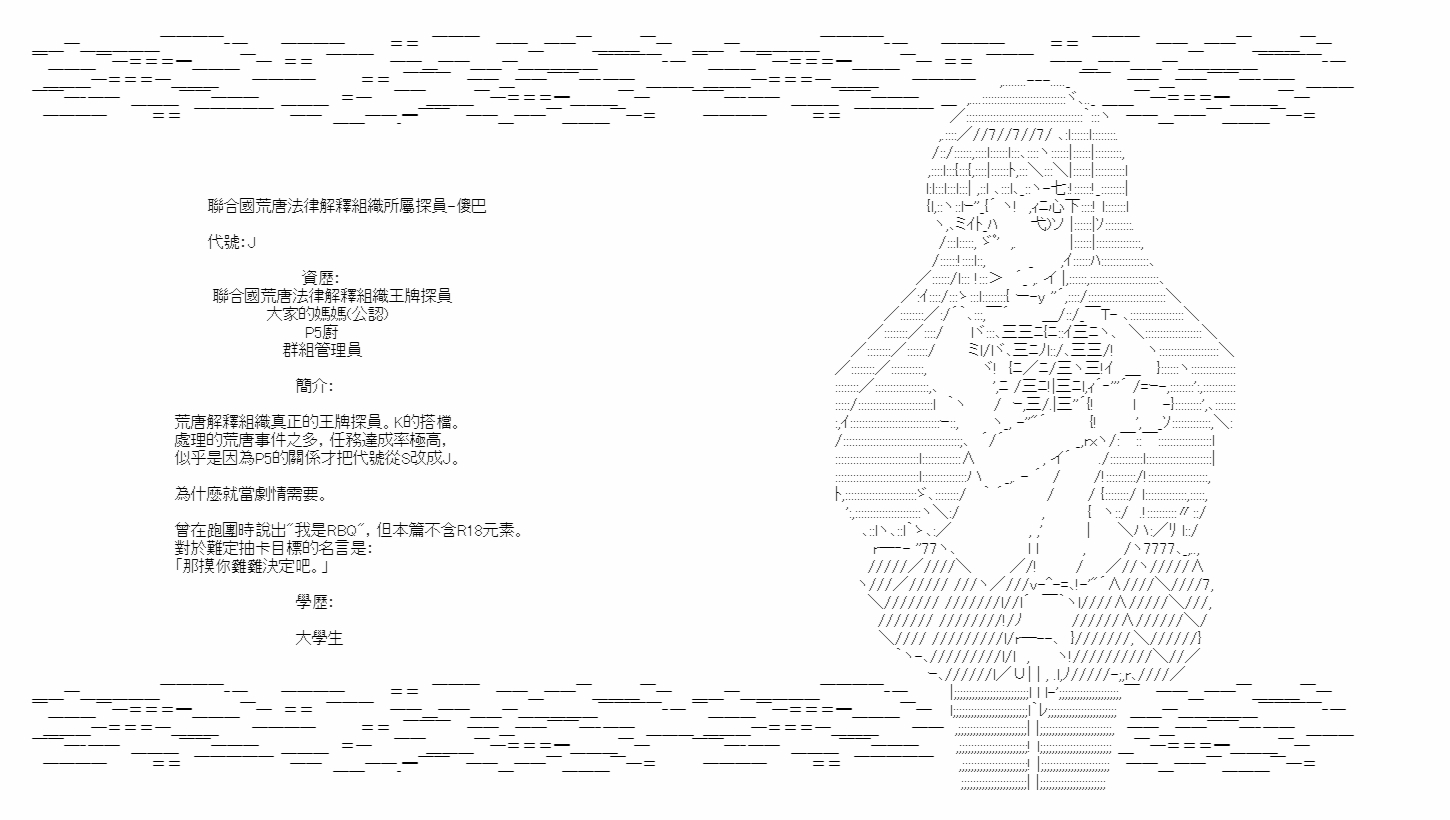 聯合國荒唐法律解釋組織所屬探員-傻巴
代號:J
資歷:
聯合國荒唐法律解釋組織王牌探員
大家的媽媽(公認)
P5廚
群組管理員
簡介:
荒唐解釋組織真正的王牌探員。K的搭檔。
處理的荒唐事件之多,任務達成率極高,
似乎是因為P5的關係才把代號從S改成J。
為什麼就當劇情需要。
曾在跑團時說出"我是RBQ",但本篇不含R18元素。
對於難定抽卡目標的名言是:
「那摸你雞雞決定吧。」
學歷:
大學生